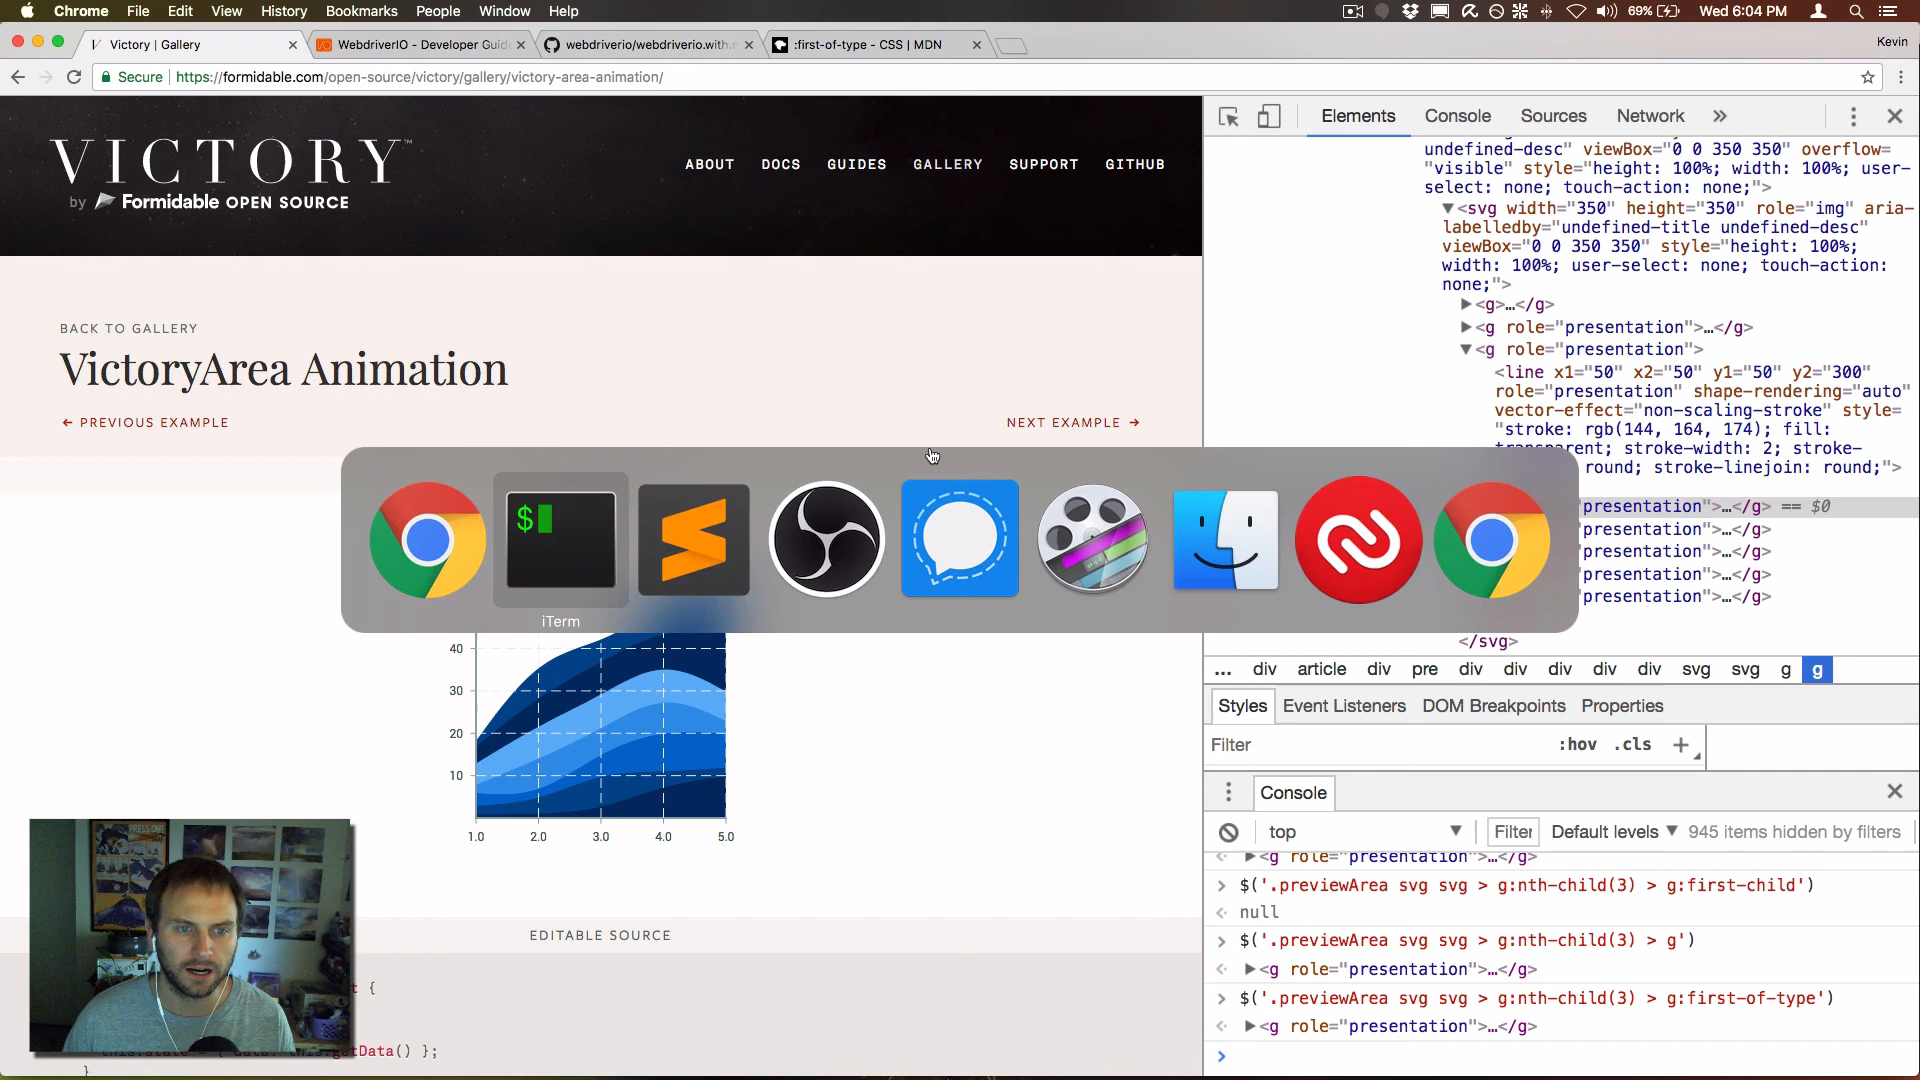 Chrome File Edit View History Bookmarks People Window Help 69% Wed 6:04 PM
Victory | Gallery WebdriverIO - Developer Guide webdriverio/webdriverio.with.n :first-of-type - CSS | MDN Kevin
Secure https://formidable.com/open-source/victory/gallery/victory-area-animation/
VICTORY™
by Formidable OPEN SOURCE
ABOUT DOCS GUIDES GALLERY SUPPORT GITHUB
BACK TO GALLERY
VictoryArea Animation
← PREVIOUS EXAMPLE
NEXT EXAMPLE →
$
iTerm
40
30
20
10
1.0 2.0 3.0 4.0 5.0
EDITABLE SOURCE
{
getData() };
}
Elements Console Sources Network »
undefined-desc" viewBox="0 0 350 350" overflow=
"visible" style="height: 100%; width: 100%; user-
select: none; touch-action: none;">
▼<svg width="350" height="350" role="img" aria-
labelledby="undefined-title undefined-desc"
viewBox="0 0 350 350" style="height: 100%;
width: 100%; user-select: none; touch-action:
none;">
▶<g>…</g>
▶<g role="presentation">…</g>
▼<g role="presentation">
<line x1="50" x2="50" y1="50" y2="300"
role="presentation" shape-rendering="auto"
vector-effect="non-scaling-stroke" style=
"stroke: rgb(144, 164, 174); fill:
transparent; stroke-width: 2; stroke-
round; stroke-linejoin: round;">
presentation">…</g> == $0
presentation">…</g>
presentation">…</g>
presentation">…</g>
presentation">…</g>
</svg>
... div article div pre div div div div div svg svg g g
Styles Event Listeners DOM Breakpoints Properties
Filter :hov .cls +
Console
top ▼ Filter Default levels ▼ 945 items hidden by filters
▶<g role="presentation">…</g>
> $('.previewArea svg svg > g:nth-child(3) > g:first-child')
null
> $('.previewArea svg svg > g:nth-child(3) > g')
▶<g role="presentation">…</g>
> $('.previewArea svg svg > g:nth-child(3) > g:first-of-type')
▶<g role="presentation">…</g>
>